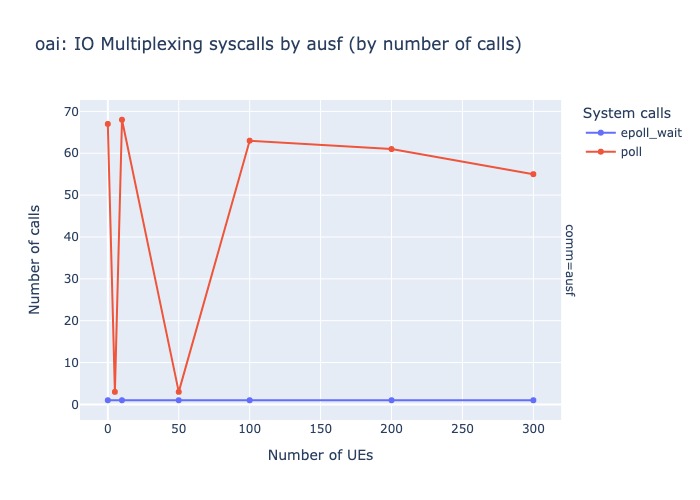 oai: IO Multiplexing syscalls by ausf (by number of calls)
System calls
epoll_wait
poll
Number of calls
70
60
50
40
30
20
10
0
comm=ausf
0 50 100 150 200 250 300
Number of UEs